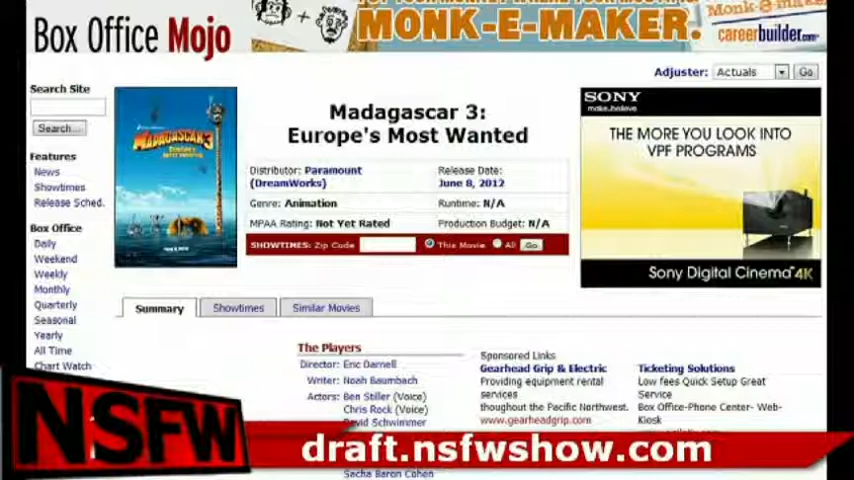 MONK-E-MAKER.
careerbuilder.com
Box Office Mojo
Adjuster: Actuals Go
Search Site
Search...
Features
News
Showtimes
Release Sched.
Box Office
Daily
Weekend
Weekly
Monthly
Quarterly
Seasonal
Yearly
All Time
Chart Watch
MADAGASCAR 3
Madagascar 3:
Europe's Most Wanted
Distributor: Paramount
(DreamWorks)
Release Date:
June 8, 2012
Genre: Animation
Runtime: N/A
MPAA Rating: Not Yet Rated
Production Budget: N/A
SHOWTIMES: Zip Code This Movie All Go
SONY
make.believe
THE MORE YOU LOOK INTO
VPF PROGRAMS
Sony Digital Cinema 4K
Summary
Showtimes
Similar Movies
The Players
Director: Eric Darnell
Writer: Noah Baumbach
Actors: Ben Stiller (Voice)
Chris Rock (Voice)
David Schwimmer
Sacha Baron Cohen
Sponsored Links
Gearhead Grip & Electric
Providing equipment rental
services
thoughout the Pacific Northwest.
www.gearheadgrip.com
Ticketing Solutions
Low fees Quick Setup Great
Service
Box Office-Phone Center- Web-
Kiosk
NSFW
draft.nsfwshow.com